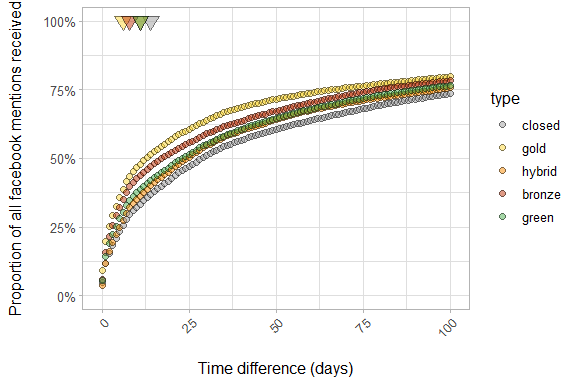 Proportion of all facebook mentions received
100%
75%
50%
25%
0%
0
25
50
75
100
Time difference (days)
type
closed
gold
hybrid
bronze
green